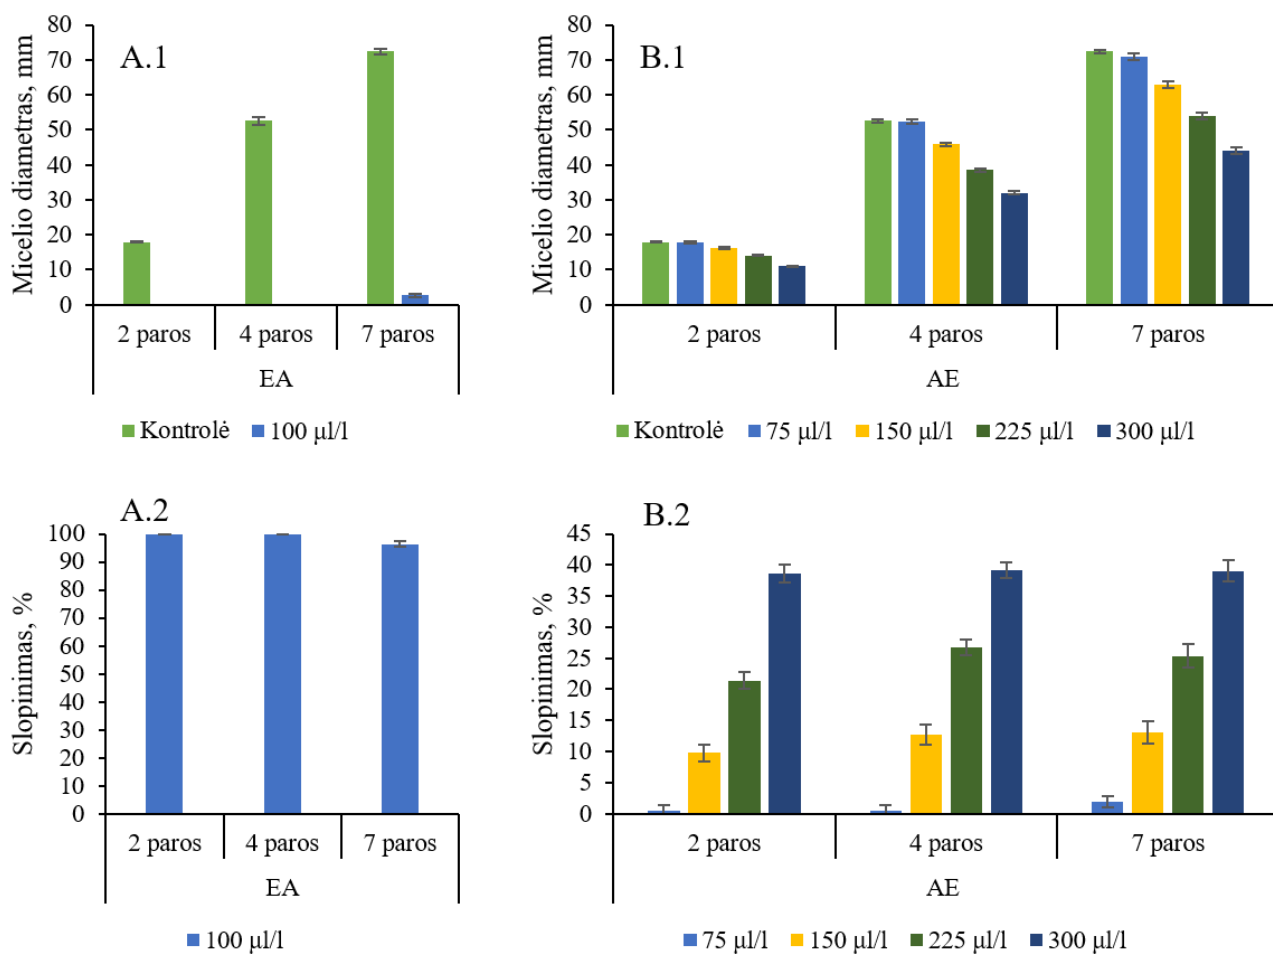 A.1
Micelio diametras, mm
80
70
60
50
40
30
20
10
0
2 paros 4 paros 7 paros
EA
Kontrolė 100 µl/l
B.1
Micelio diametras, mm
80
70
60
50
40
30
20
10
0
2 paros 4 paros 7 paros
AE
Kontrolė 75 µl/l 150 µl/l 225 µl/l 300 µl/l
A.2
Slopinimas, %
100
90
80
70
60
50
40
30
20
10
0
2 paros 4 paros 7 paros
EA
100 µl/l
B.2
Slopinimas, %
45
40
35
30
25
20
15
10
5
0
2 paros 4 paros 7 paros
AE
75 µl/l 150 µl/l 225 µl/l 300 µl/l